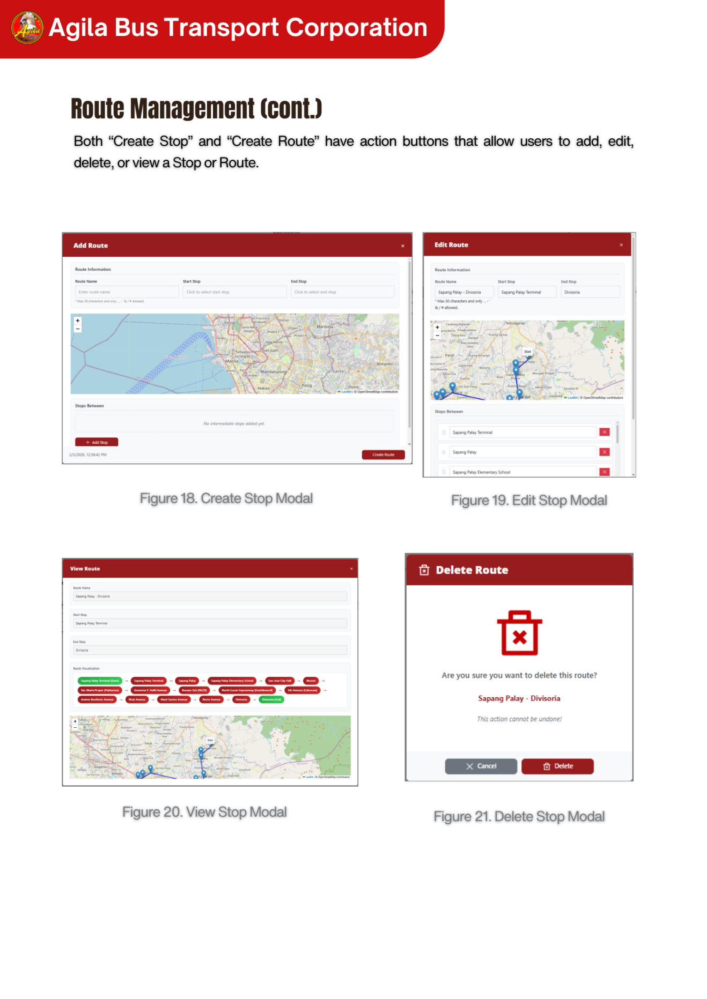 Agila
Agila Bus Transport Corporation
Route Management (cont.)
Both “Create Stop” and “Create Route” have action buttons that allow users to add, edit,
delete, or view a Stop or Route.
Add Route
×
Route Information
Route Name
Start Stop
End Stop
Enter route name
Click to select start stop
Click to select end stop
* Max 30 characters and only . , - ' & / # allowed.
+
−
Marikina
San Juan
Manila
Mandaluyong
Antipolo
Cainta
Makati
Pasig
Taytay
Leaflet | © OpenStreetMap contributors
Stops Between
No intermediate stops added yet.
+ Add Stop
2/3/2026, 12:36:42 PM
Create Route
Figure 18. Create Stop Modal
Edit Route
×
Route Information
Route Name
Start Stop
End Stop
Sapang Palay - Divisoria
Sapang Palay Terminal
Divisoria
* Max 30 characters and only . , - '
& / # allowed.
+
−
Norzagaray
Start
Pandi
Santa Cruz
Minuyan Proper
Leaflet | © OpenStreetMap contributors
Stops Between
Sapang Palay Terminal
Sapang Palay
Sapang Palay Elementary School
Figure 19. Edit Stop Modal
View Route
×
Route Name
Sapang Palay - Divisoria
Start Stop
Sapang Palay Terminal
End Stop
Divisoria
Route Visualization
Sapang Palay Terminal (Start) → Sapang Palay Terminal → Sapang Palay → Sapang Palay Elementary School → San Jose City Hall → Muzon →
Sta. Maria Proper (Poblacion) → Governor F. Halili Avenue → Bocaue Exit (NLEX) → North Luzon Expressway (Southbound) → 5th Avenue (Caloocan) →
Andres Bonifacio Avenue → Rizal Avenue → Abad Santos Avenue → Recto Avenue → Divisoria → Divisoria (End)
+
−
Norzagaray
Start
Pandi
Minuyan Proper
Leaflet | © OpenStreetMap contributors
Figure 20. View Stop Modal
Delete Route
Are you sure you want to delete this route?
Sapang Palay - Divisoria
This action cannot be undone!
Cancel
Delete
Figure 21. Delete Stop Modal